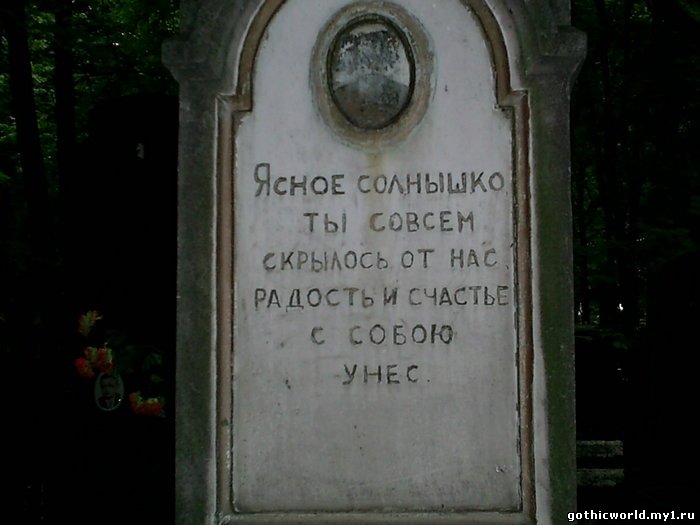 Ясное солнышко,
ты совсем
скрылось от нас.
радость и счастье
с собою
унес.
gothicworld.my1.ru